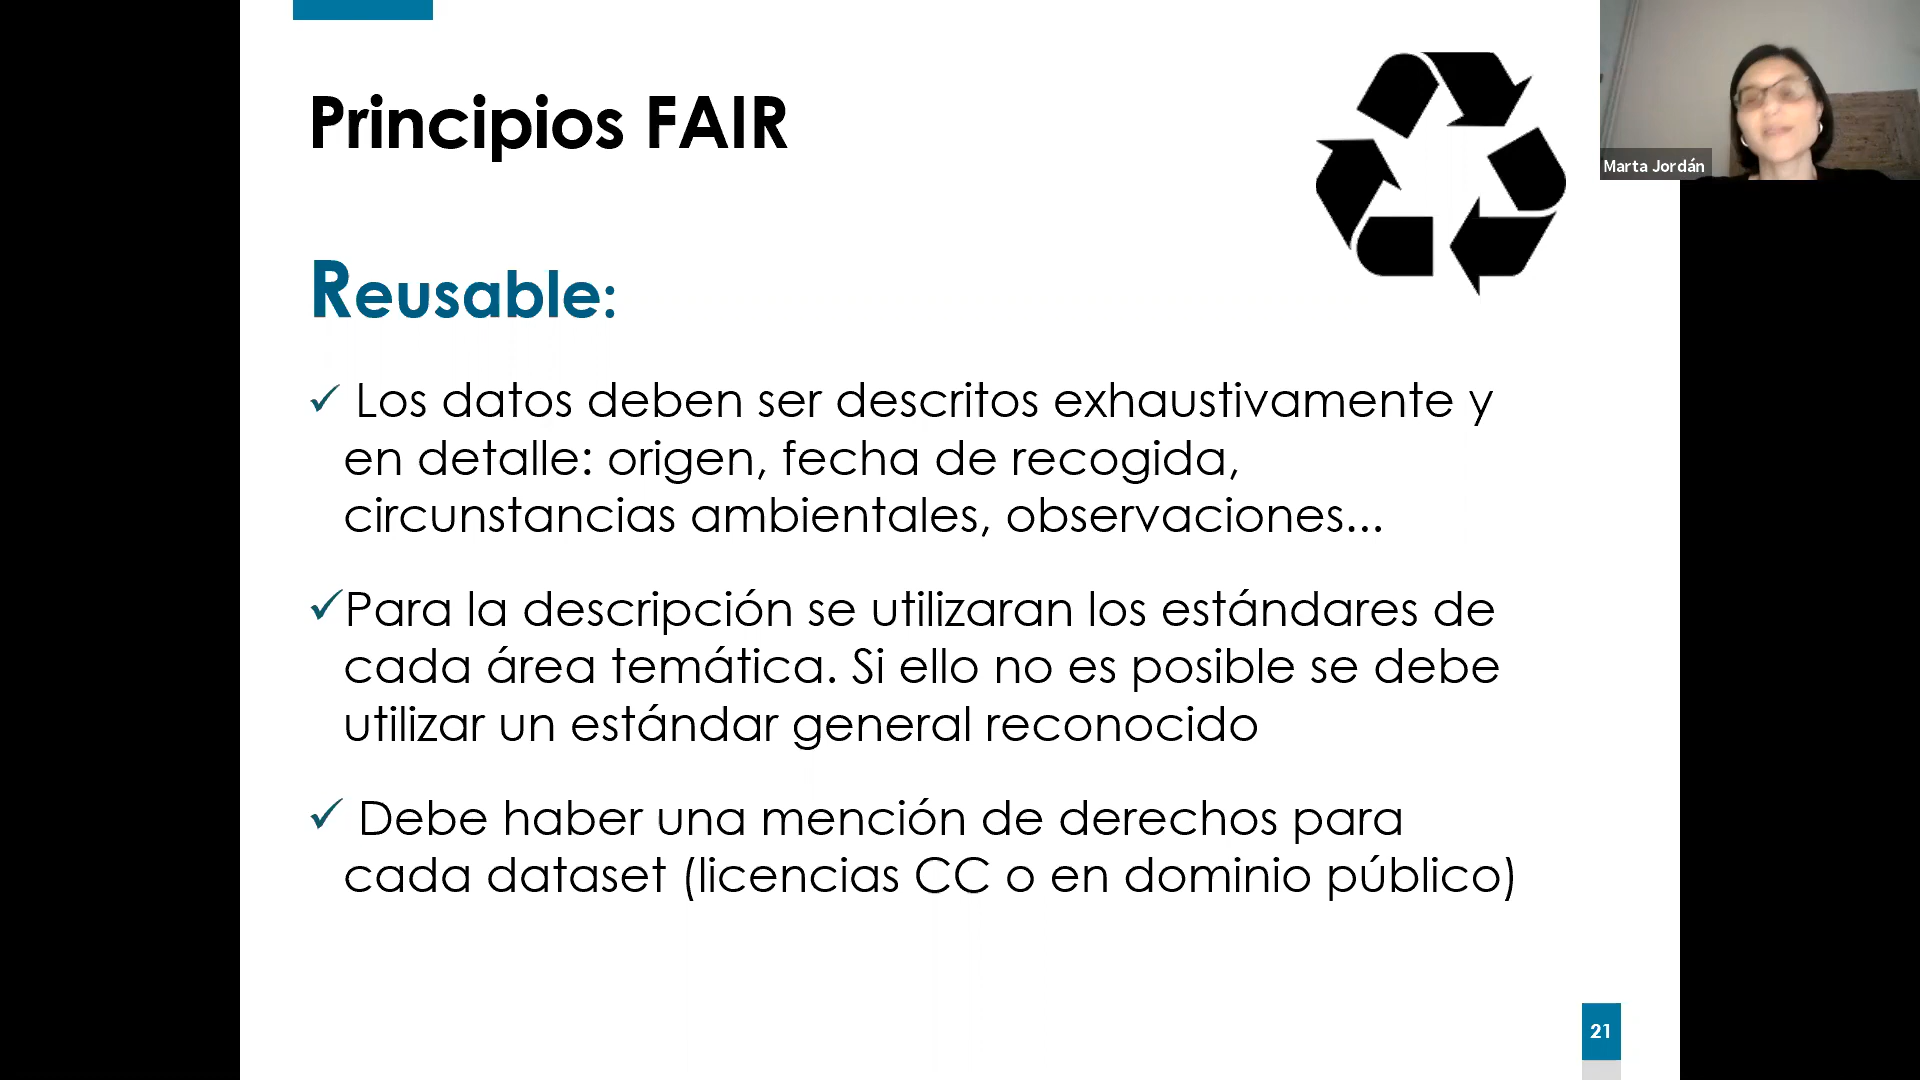 Principios FAIR
Marta Jordán
Reusable:
✓ Los datos deben ser descritos exhaustivamente y
en detalle: origen, fecha de recogida,
circunstancias ambientales, observaciones...
✓Para la descripción se utilizaran los estándares de
cada área temática. Si ello no es posible se debe
utilizar un estándar general reconocido
✓ Debe haber una mención de derechos para
cada dataset (licencias CC o en dominio público)
21